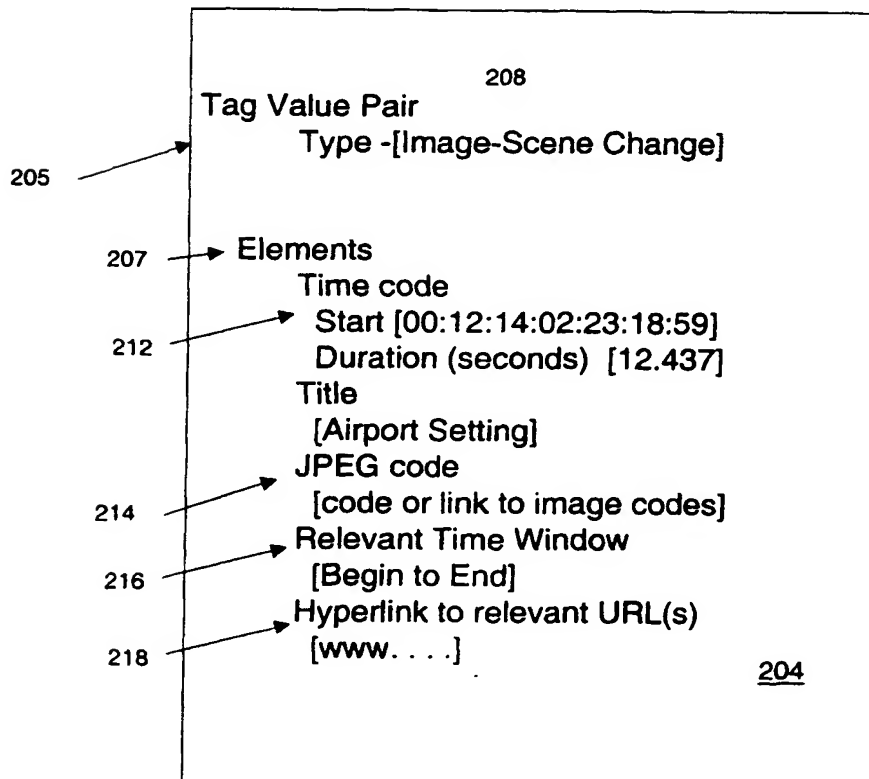 208
Tag Value Pair
Type -[Image-Scene Change]
205
207 Elements
Time code
212 Start [00:12:14:02:23:18:59]
Duration (seconds) [12.437]
Title
[Airport Setting]
JPEG code
214 [code or link to image codes]
Relevant Time Window
216 [Begin to End]
Hyperlink to relevant URL(s)
218 [www. . . .]
204